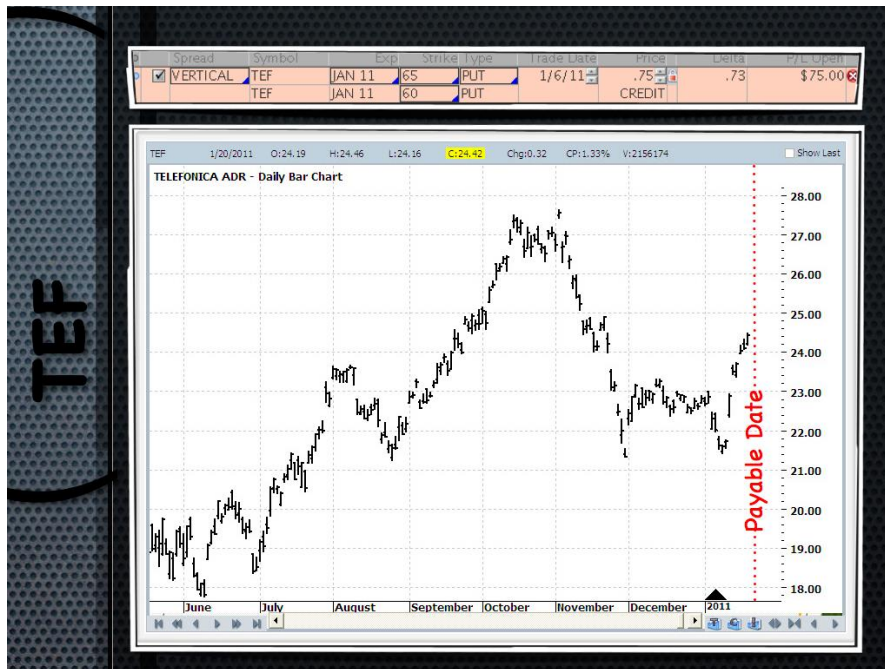 Spread Symbol Exp Strike Type Trade Date Price Delta P/L Open
VERTICAL TEF JAN 11 65 PUT 1/6/11 .75 .73 $75.00
TEF JAN 11 60 PUT CREDIT
TEF
TEF 1/20/2011 O:24.19 H:24.46 L:24.16 C:24.42 Chg:0.32 CP:1.33% V:2156174 Show Last
TELEFONICA ADR - Daily Bar Chart
28.00
27.00
26.00
25.00
24.00
23.00
22.00
21.00
20.00
19.00
18.00
Payable Date
June July August September October November December 2011